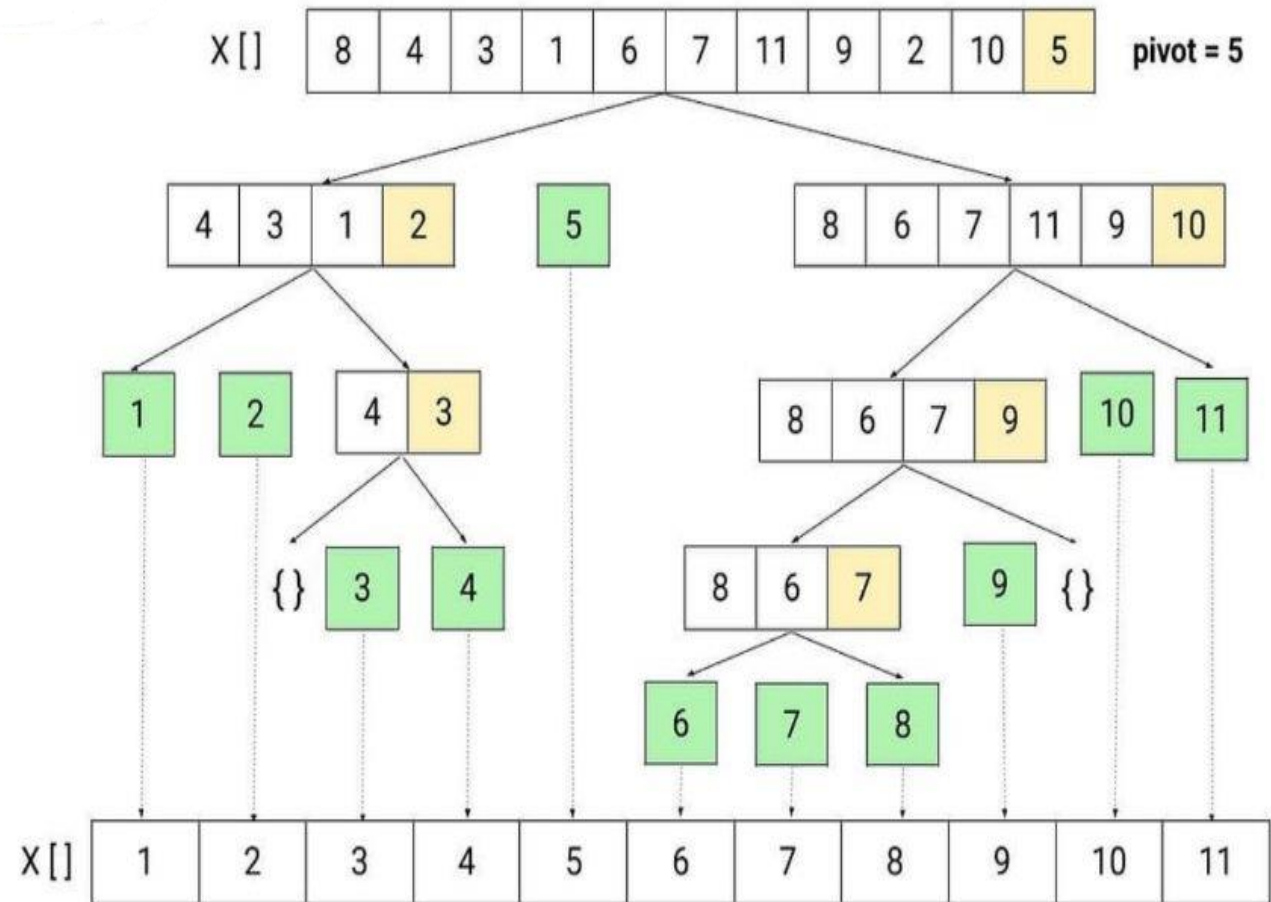 X[] 8 4 3 1 6 7 11 9 2 10 5 pivot = 5
4 3 1 2 5 8 6 7 11 9 10
1 2 4 3 8 6 7 9 10 11
{} 3 4 8 6 7 9 {}
6 7 8
X[] 1 2 3 4 5 6 7 8 9 10 11